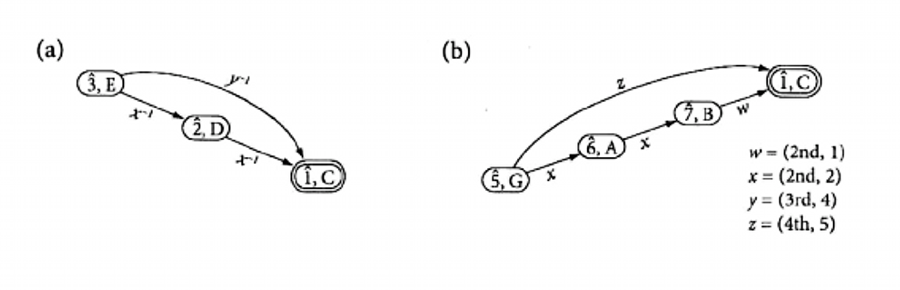 (a)
3̂, E
y⁻¹
x⁻¹
2̂, D
x⁻¹
1̂, C
(b)
1̂, C
z
w
7̂, B
x
6̂, A
x
5̂, G
w = (2nd, 1)
x = (2nd, 2)
y = (3rd, 4)
z = (4th, 5)